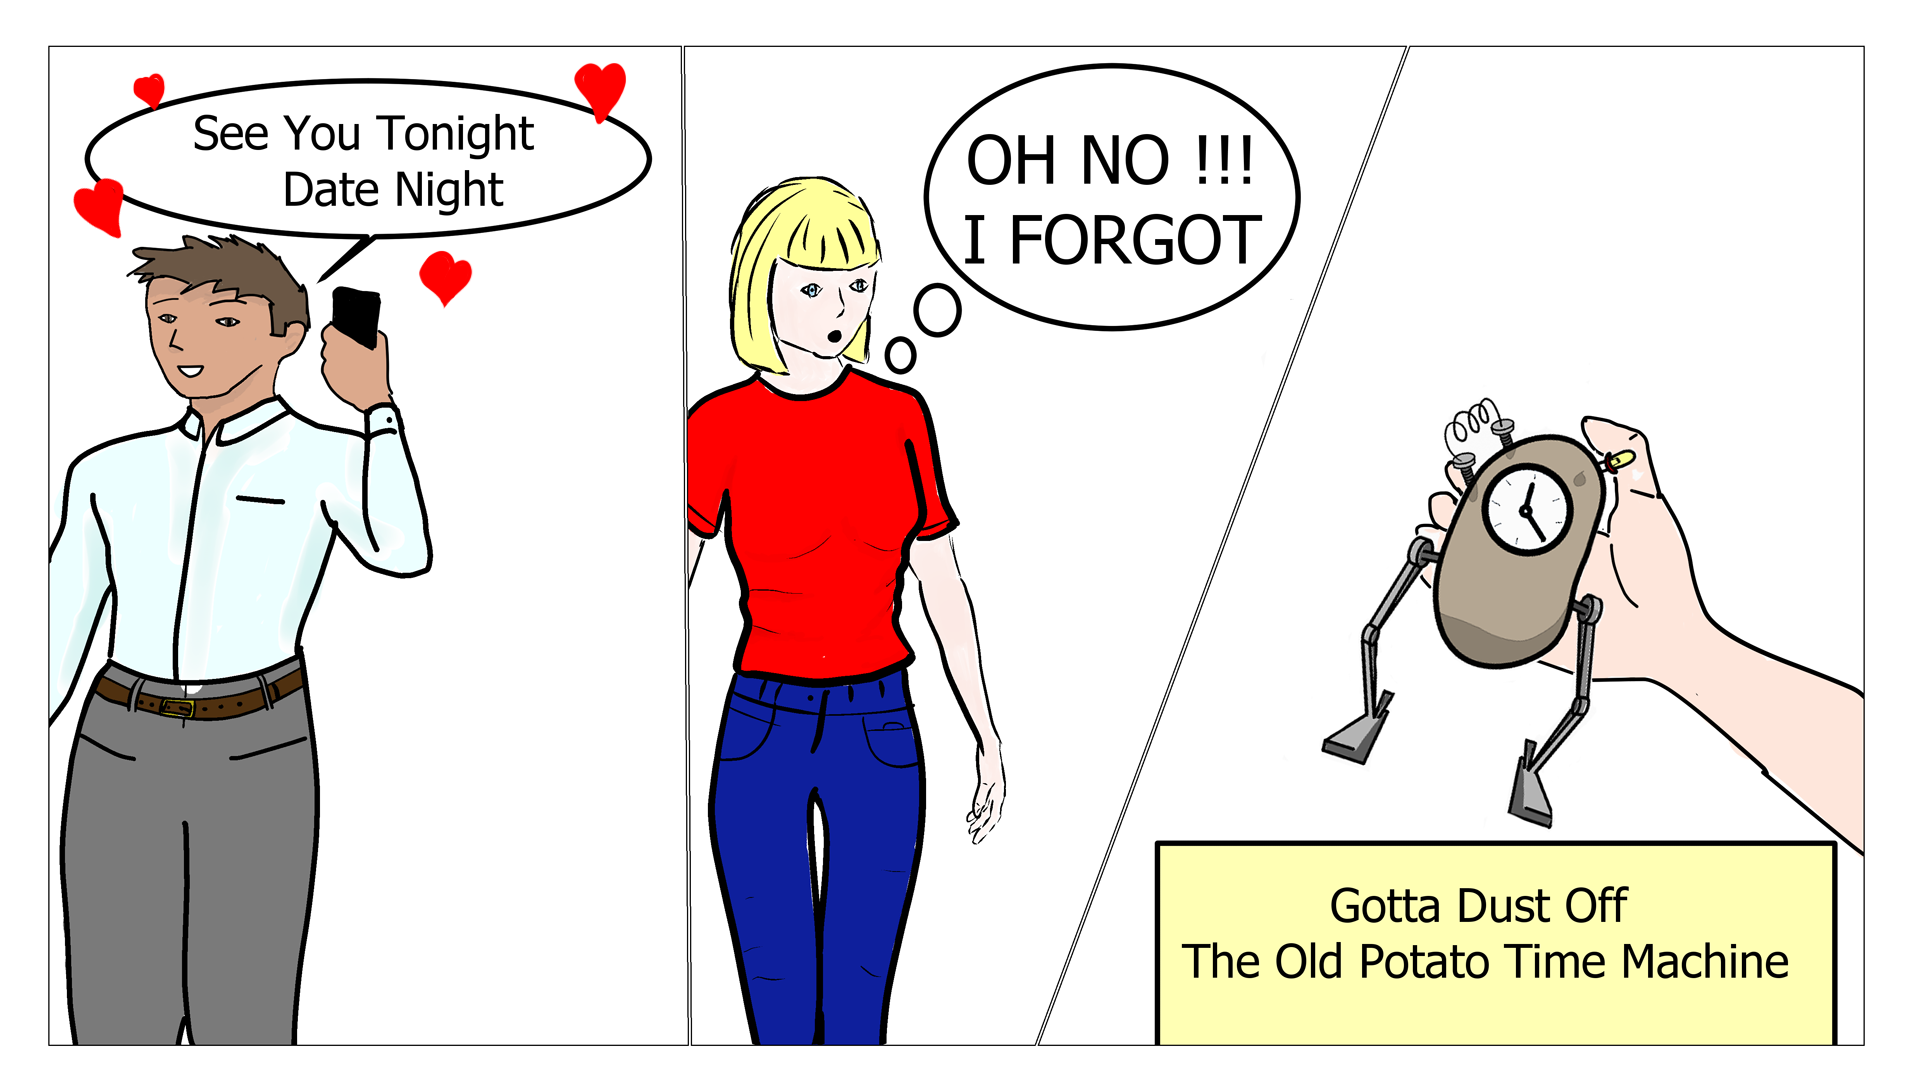 See You Tonight
Date Night
OH NO !!!
I FORGOT
Gotta Dust Off
The Old Potato Time Machine